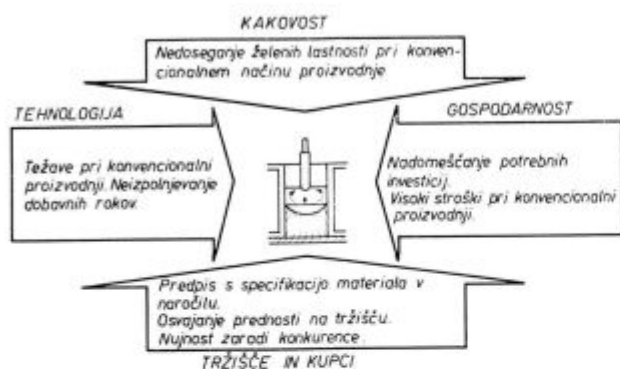 KAKOVOST
Nedoseganje želenih lastnosti pri konven-
cionalnem načinu proizvodnje
TEHNOLOGIJA
Težave pri konvencionalni
proizvodnji. Neizpolnjevanje
dobavnih rokov.
GOSPODARNOST
Nadomeščanje potrebnih
investicij.
Visoki stroški pri konvencionalni
proizvodnji.
Predpis s specifikacijo materiala v
naročilu.
Osvajanje prednosti na tržišču.
Nujnost zaradi konkurence.
TRŽIŠČE IN KUPCI